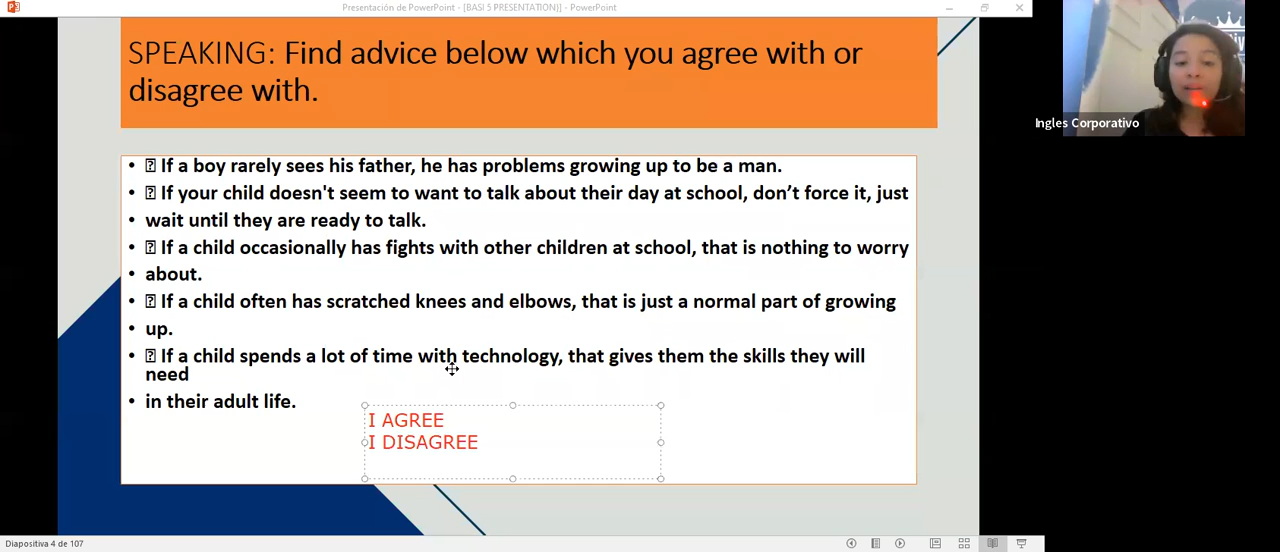 Presentación de PowerPoint - [BASI 5 PRESENTATION)] - PowerPoint
SPEAKING: Find advice below which you agree with or
disagree with.
Ingles Corporativo
• ⍰ If a boy rarely sees his father, he has problems growing up to be a man.
• ⍰ If your child doesn't seem to want to talk about their day at school, don’t force it, just
• wait until they are ready to talk.
• ⍰ If a child occasionally has fights with other children at school, that is nothing to worry
• about.
• ⍰ If a child often has scratched knees and elbows, that is just a normal part of growing
• up.
• ⍰ If a child spends a lot of time with technology, that gives them the skills they will
need
• in their adult life.
I AGREE
I DISAGREE
Diapositiva 4 de 107